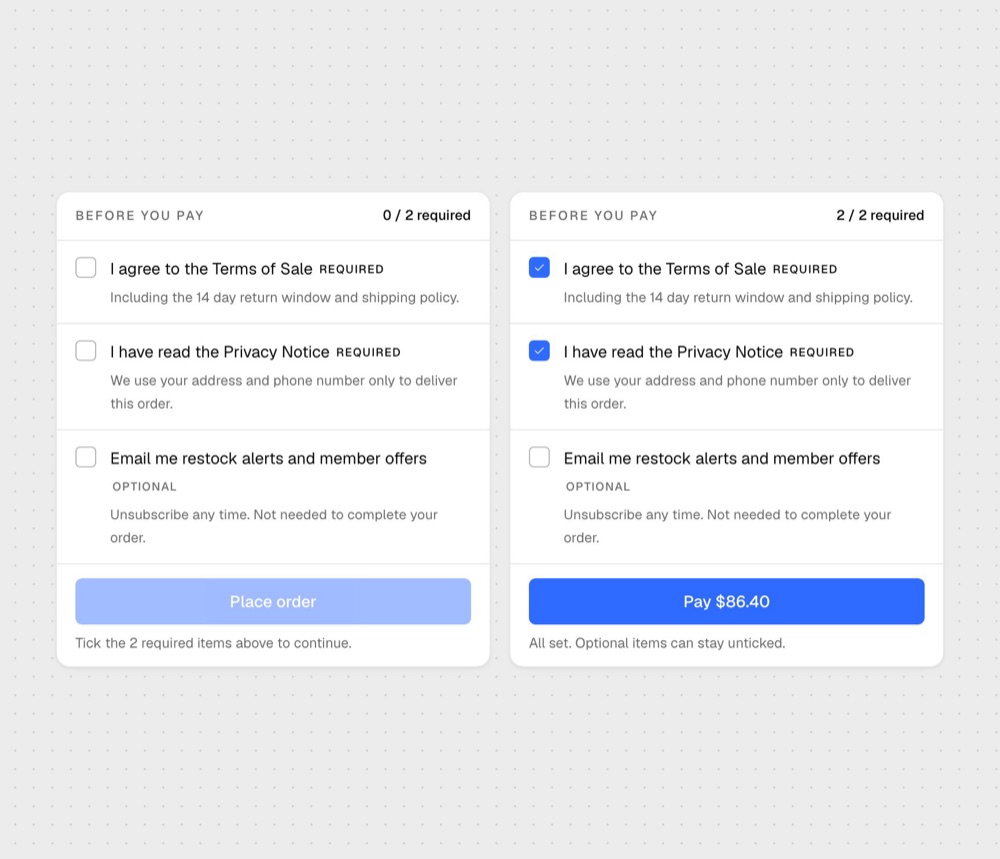 BEFORE YOU PAY 0 / 2 required
I agree to the Terms of Sale REQUIRED
Including the 14 day return window and shipping policy.
I have read the Privacy Notice REQUIRED
We use your address and phone number only to deliver
this order.
Email me restock alerts and member offers
OPTIONAL
Unsubscribe any time. Not needed to complete your
order.
Place order
Tick the 2 required items above to continue.
BEFORE YOU PAY 2 / 2 required
I agree to the Terms of Sale REQUIRED
Including the 14 day return window and shipping policy.
I have read the Privacy Notice REQUIRED
We use your address and phone number only to deliver
this order.
Email me restock alerts and member offers
OPTIONAL
Unsubscribe any time. Not needed to complete your
order.
Pay $86.40
All set. Optional items can stay unticked.